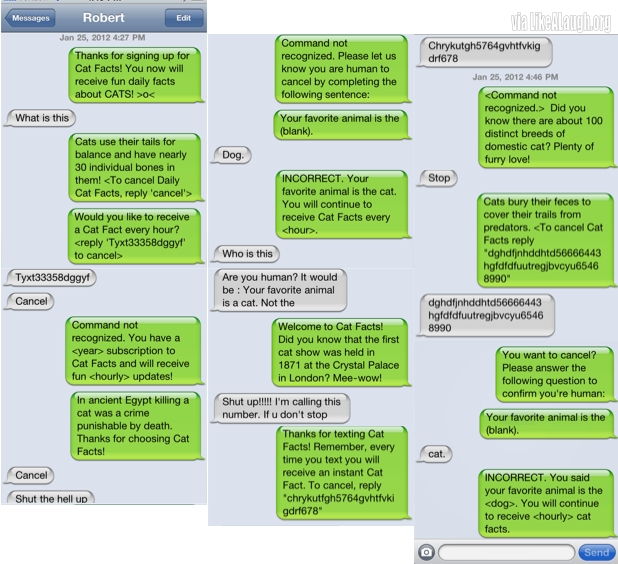 Messages
Robert
Edit
Jan 25, 2012 4:27 PM
Thanks for signing up for
Cat Facts! You now will
receive fun daily facts
about CATS! >o<
What is this
Cats use their tails for
balance and have nearly
30 individual bones in
them! <To cancel Daily
Cat Facts, reply 'cancel'>
Would you like to receive
a Cat Fact every hour?
<reply 'Tyxt33358dggyf'
to cancel>
Tyxt33358dggyf
Cancel
Command not
recognized. You have a
<year> subscription to
Cat Facts and will receive
fun <hourly> updates!
In ancient Egypt killing a
cat was a crime
punishable by death.
Thanks for choosing Cat
Facts!
Cancel
Shut the hell up
Command not
recognized. Please let us
know you are human to
cancel by completing the
following sentence:
Your favorite animal is the
(blank).
Dog.
INCORRECT. Your
favorite animal is the cat.
You will continue to
receive Cat Facts every
<hour>.
Who is this
Are you human? It would
be : Your favorite animal
is a cat. Not the
Welcome to Cat Facts!
Did you know that the first
cat show was held in
1871 at the Crystal Palace
in London? Mee-wow!
Shut up!!!!! I'm calling this
number. If u don't stop
Thanks for texting Cat
Facts! Remember, every
time you text you will
receive an instant Cat
Fact. To cancel, reply
"chrykutfgh5764gvhtfvki
gdrf678"
via LikeALaugh.org
Chrykutgh5764gvhtfvkig
drf678
Jan 25, 2012 4:46 PM
<Command not
recognized.> Did you
know there are about 100
distinct breeds of
domestic cat? Plenty of
furry love!
Stop
Cats bury their feces to
cover their trails from
predators. <To cancel Cat
Facts reply
"dghdfjnhddhtd56666443
hgfdfdfuutregjbvcyu6546
8990"
dghdfjnhddhtd56666443
hgfdfdfuutregjbvcyu6546
8990
You want to cancel?
Please answer the
following question to
confirm you're human:
Your favorite animal is the
(blank).
cat.
INCORRECT. You said
your favorite animal is the
<dog>. You will continue
to receive <hourly> cat
facts.
Send